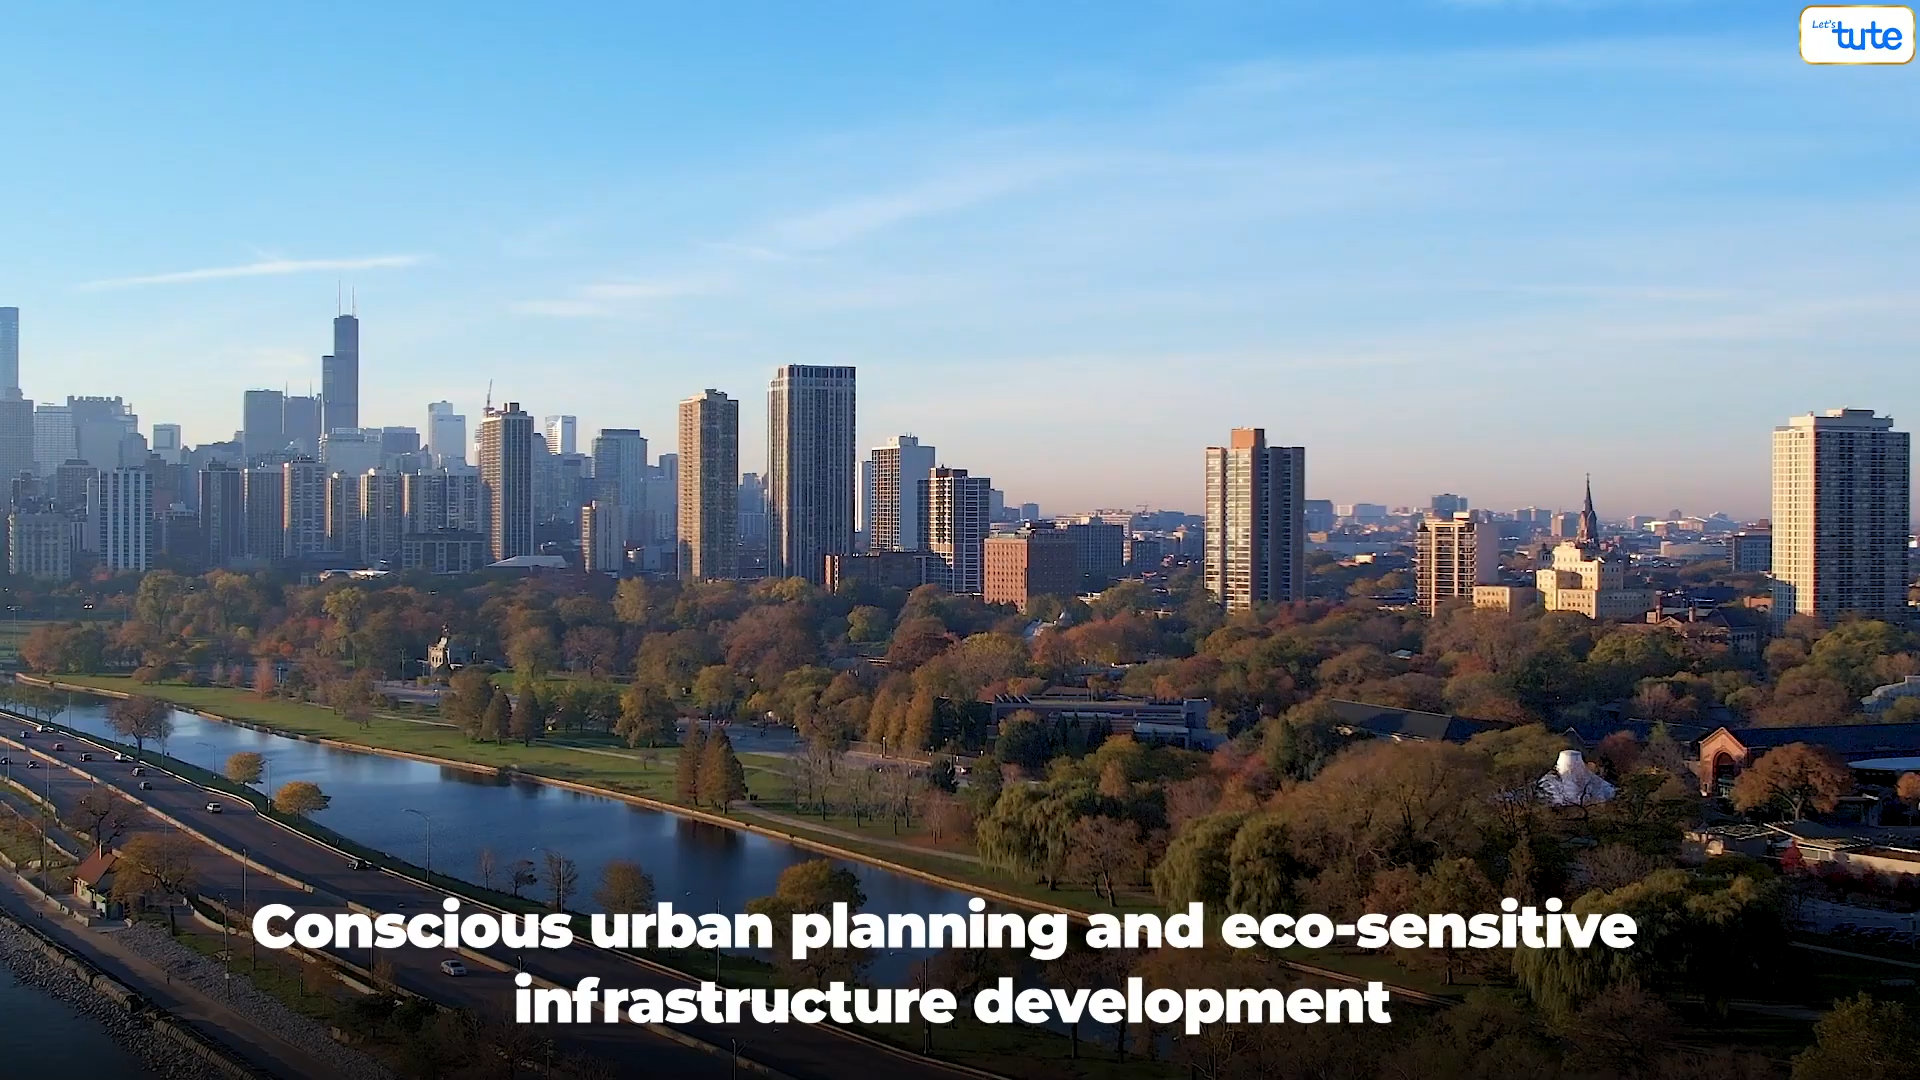 Let's
tute
Conscious urban planning and eco-sensitive
infrastructure development